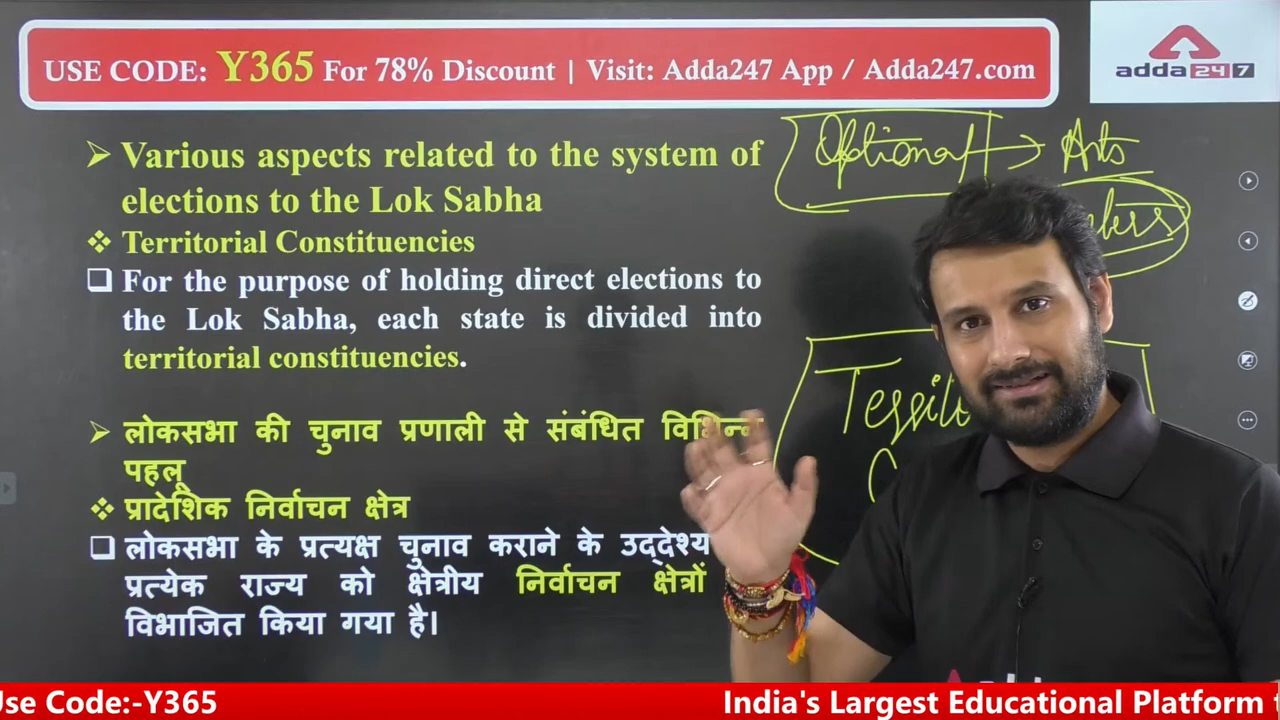 USE CODE: Y365 For 78% Discount | Visit: Adda247 App / Adda247.com
adda247
Various aspects related to the system of
elections to the Lok Sabha
Territorial Constituencies
For the purpose of holding direct elections to
the Lok Sabha, each state is divided into
territorial constituencies.
लोकसभा की चुनाव प्रणाली से संबंधित विभिन्न
पहलू
प्रादेशिक निर्वाचन क्षेत्र
लोकसभा के प्रत्यक्ष चुनाव कराने के उद्देश्य
प्रत्येक राज्य को क्षेत्रीय निर्वाचन क्षेत्रों
विभाजित किया गया है।
Optional → Arts
Use Code:-Y365
India's Largest Educational Platform